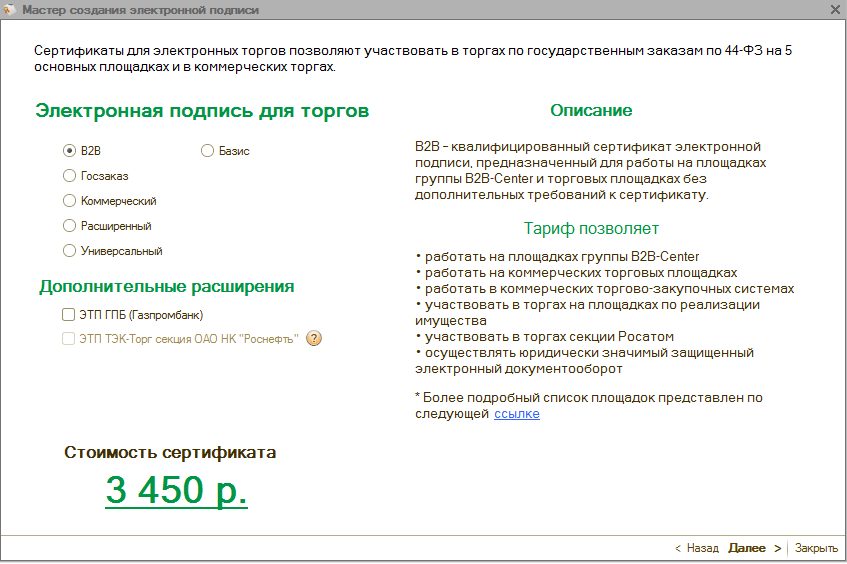 Мастер создания электронной подписи
Сертификаты для электронных торгов позволяют участвовать в торгах по государственным заказам по 44-ФЗ на 5
основных площадках и в коммерческих торгах.
Электронная подпись для торгов
B2B
Базис
Госзаказ
Коммерческий
Расширенный
Универсальный
Дополнительные расширения
ЭТП ГПБ (Газпромбанк)
ЭТП ТЭК-Торг секция ОАО НК "Роснефть" ?
Стоимость сертификата
3 450 р.
Описание
B2B – квалифицированный сертификат электронной
подписи, предназначенный для работы на площадках
группы B2B-Center и торговых площадках без
дополнительных требований к сертификату.
Тариф позволяет
• работать на площадках группы B2B-Center
• работать на коммерческих торговых площадках
• работать в коммерческих торгово-закупочных системах
• участвовать в торгах на площадках по реализации
имущества
• участвовать в торгах секции Росатом
• осуществлять юридически значимый защищенный
электронный документооборот
* Более подробный список площадок представлен по
следующей ссылке
< Назад Далее > Закрыть